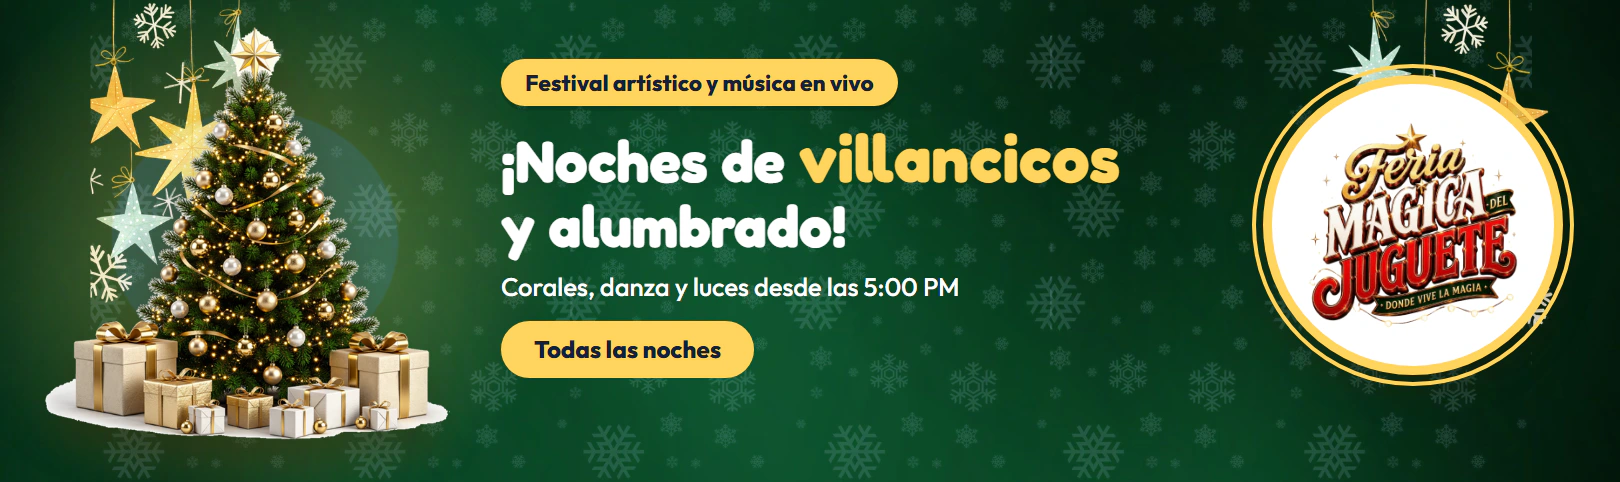 Festival artístico y música en vivo
¡Noches de villancicos
y alumbrado!
Corales, danza y luces desde las 5:00 PM
Todas las noches
Feria
MÁGICA DEL
JUGUETE
· DONDE VIVE LA MAGIA ·